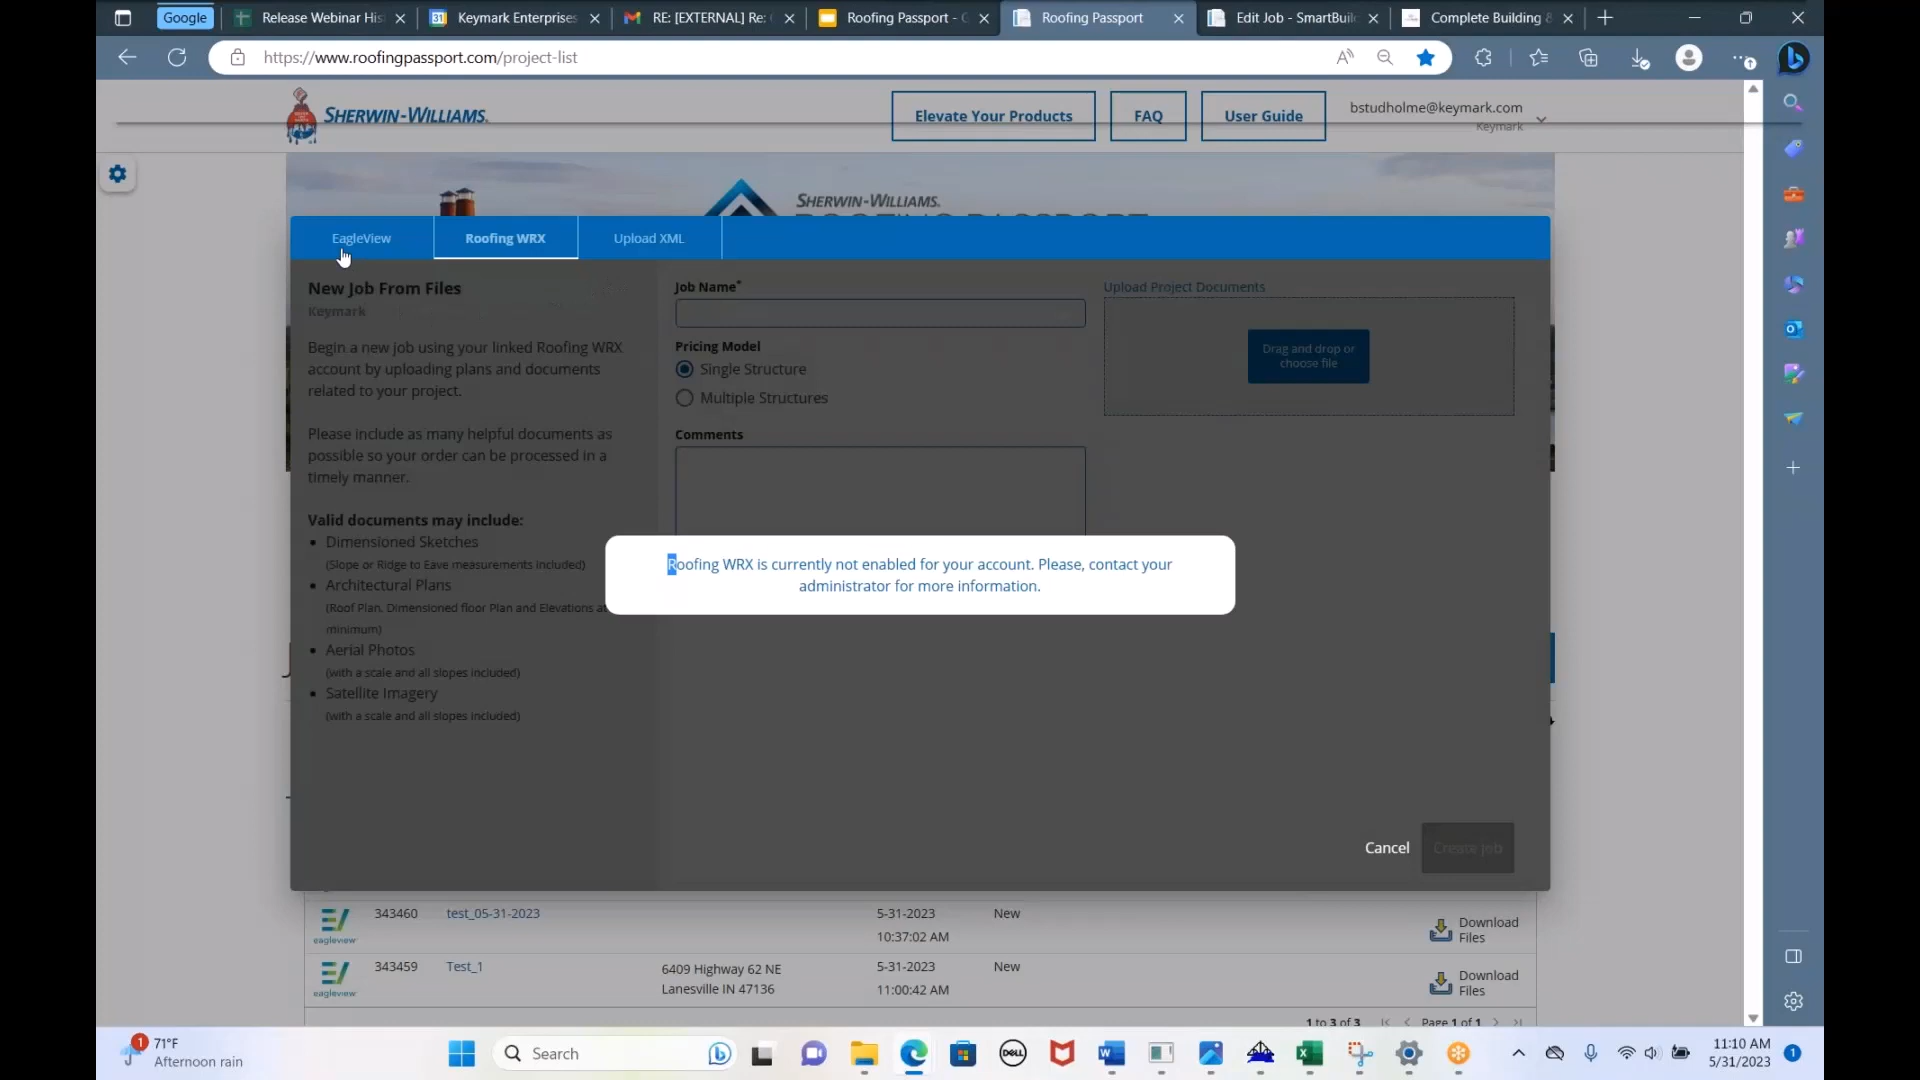 Google
Release Webinar His
Keymark Enterprises
RE: [EXTERNAL] Re:
Roofing Passport - G
Roofing Passport
Edit Job - SmartBuil
Complete Building &
https://www.roofingpassport.com/project-list
SHERWIN-WILLIAMS.
Elevate Your Products
FAQ
User Guide
bstudholme@keymark.com
Keymark
SHERWIN-WILLIAMS.
ROOFING PASSPORT
EagleView
Roofing WRX
Upload XML
New Job From Files
Keymark
Begin a new job using your linked Roofing WRX
account by uploading plans and documents
related to your project.
Please include as many helpful documents as
possible so your order can be processed in a
timely manner.
Valid documents may include:
• Dimensioned Sketches
(Slope or Ridge to Eave measurements included)
• Architectural Plans
(Roof Plan. Dimensioned floor Plan and Elevations at
minimum)
• Aerial Photos
(with a scale and all slopes included)
• Satellite Imagery
(with a scale and all slopes included)
Job Name*
Pricing Model
Single Structure
Multiple Structures
Comments
Upload Project Documents
Drag and drop or
choose file
Roofing WRX is currently not enabled for your account. Please, contact your
administrator for more information.
Cancel
Create Job
eagleview
343460
test_05-31-2023
5-31-2023
10:37:02 AM
New
Download
Files
eagleview
343459
Test_1
6409 Highway 62 NE
Lanesville IN 47136
5-31-2023
11:00:42 AM
New
Download
Files
1 to 3 of 3
Page 1 of 1
1
71°F
Afternoon rain
Search
DELL
11:10 AM
5/31/2023
1